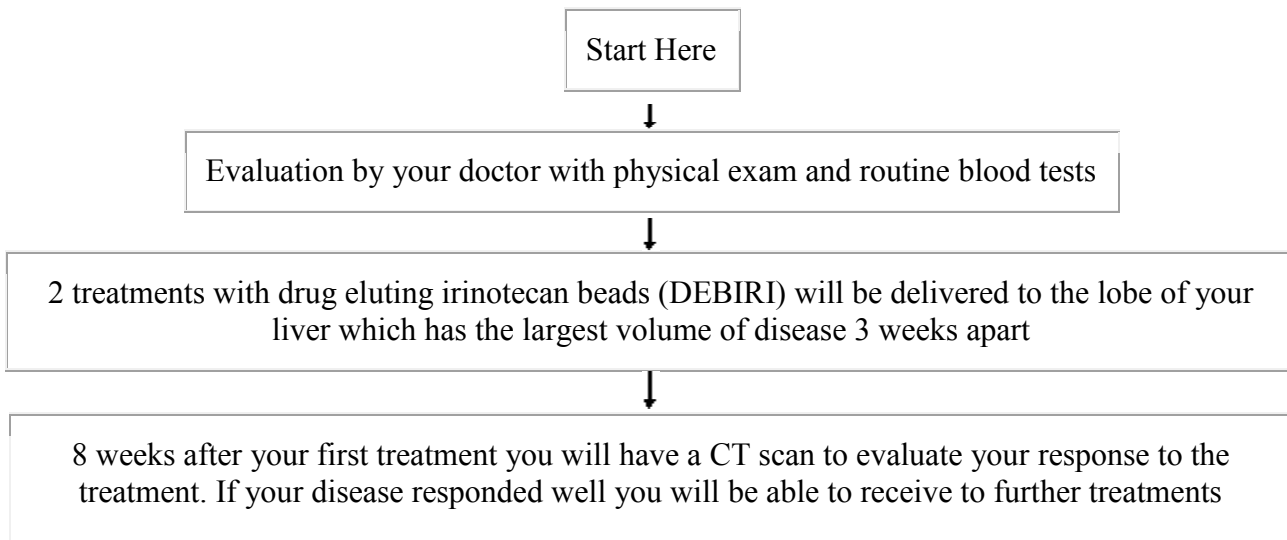 Start Here
Evaluation by your doctor with physical exam and routine blood tests
2 treatments with drug eluting irinotecan beads (DEBIRI) will be delivered to the lobe of your
liver which has the largest volume of disease 3 weeks apart
8 weeks after your first treatment you will have a CT scan to evaluate your response to the
treatment. If your disease responded well you will be able to receive to further treatments